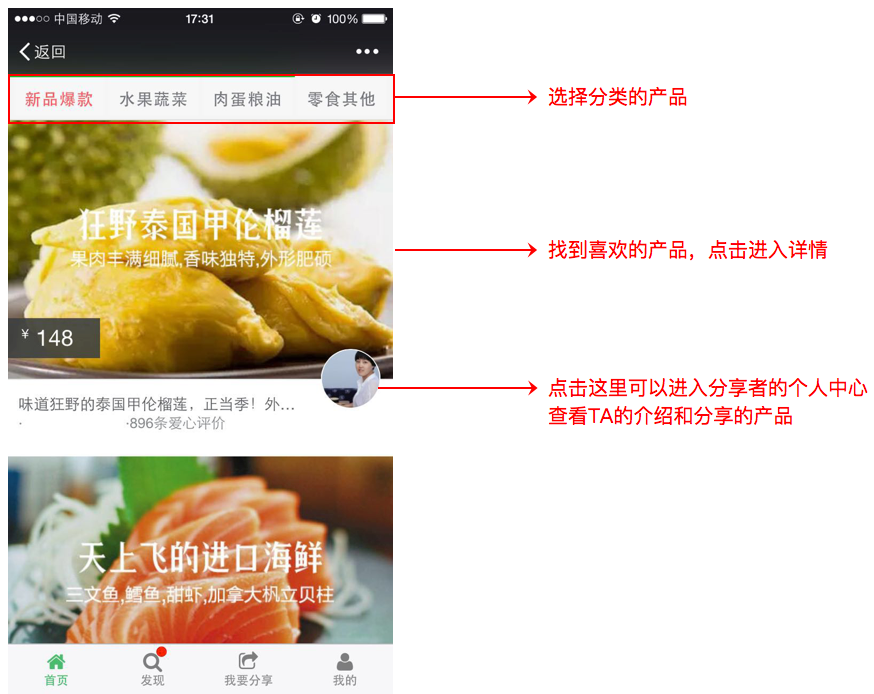 中国移动 17:31 100%
返回
新品爆款 水果蔬菜 肉蛋粮油 零食其他
选择分类的产品
狂野泰国甲伦榴莲
果肉丰满细腻,香味独特,外形肥硕
找到喜欢的产品，点击进入详情
¥ 148
点击这里可以进入分享者的个人中心
查看TA的介绍和分享的产品
味道狂野的泰国甲伦榴莲，正当季！外...
· ·896条爱心评价
天上飞的进口海鲜
三文鱼,鳕鱼,甜虾,加拿大枫立贝柱
首页 发现 我要分享 我的